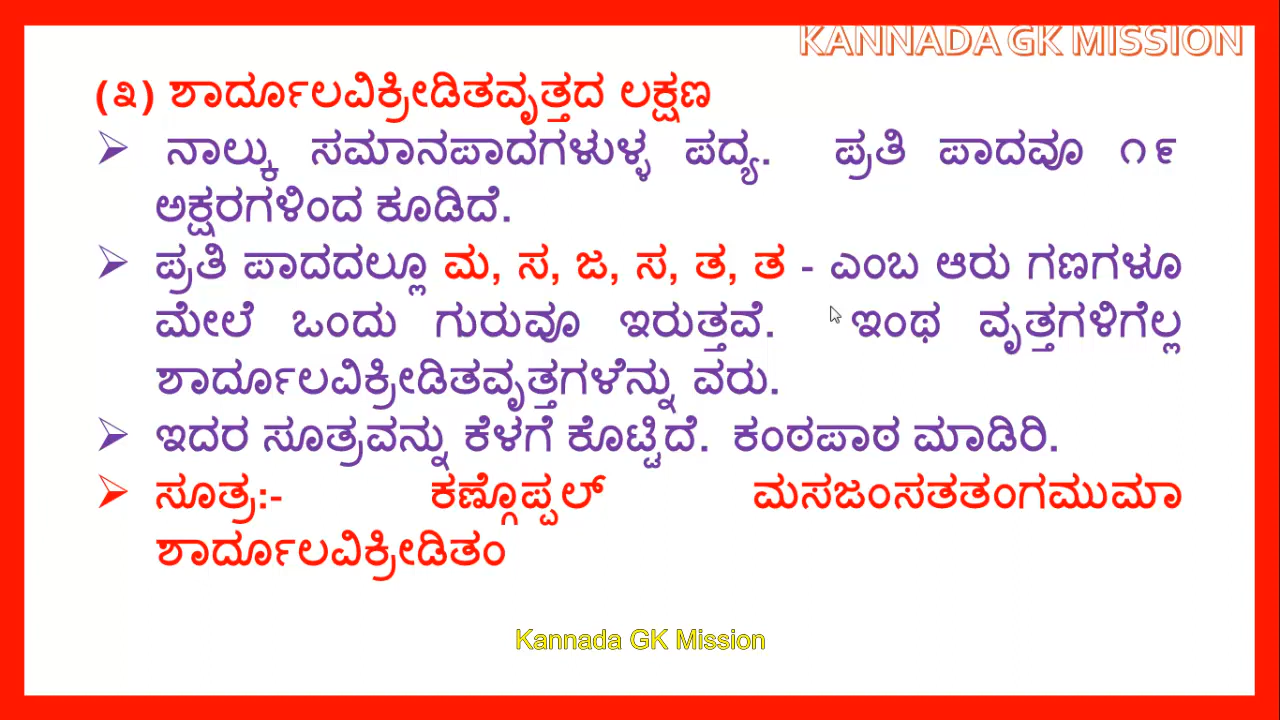 KANNADA GK MISSION
(೩) ಶಾರ್ದೂಲವಿಕ್ರೀಡಿತವೃತ್ತದ ಲಕ್ಷಣ
➢ ನಾಲ್ಕು ಸಮಾನಪಾದಗಳುಳ್ಳ ಪದ್ಯ. ಪ್ರತಿ ಪಾದವೂ ೧೯
ಅಕ್ಷರಗಳಿಂದ ಕೂಡಿದೆ.
➢ ಪ್ರತಿ ಪಾದದಲ್ಲೂ ಮ, ಸ, ಜ, ಸ, ತ, ತ - ಎಂಬ ಆರು ಗಣಗಳೂ
ಮೇಲೆ ಒಂದು ಗುರುವೂ ಇರುತ್ತವೆ. ಇಂಥ ವೃತ್ತಗಳಿಗೆಲ್ಲ
ಶಾರ್ದೂಲವಿಕ್ರೀಡಿತವೃತ್ತಗಳೆನ್ನು ವರು.
➢ ಇದರ ಸೂತ್ರವನ್ನು ಕೆಳಗೆ ಕೊಟ್ಟಿದೆ. ಕಂಠಪಾಠ ಮಾಡಿರಿ.
➢ ಸೂತ್ರ:- ಕಣ್ಗೊಪ್ಪಲ್ ಮಸಜಂಸತತಂಗಮುಮಾ
ಶಾರ್ದೂಲವಿಕ್ರೀಡಿತಂ
Kannada GK Mission